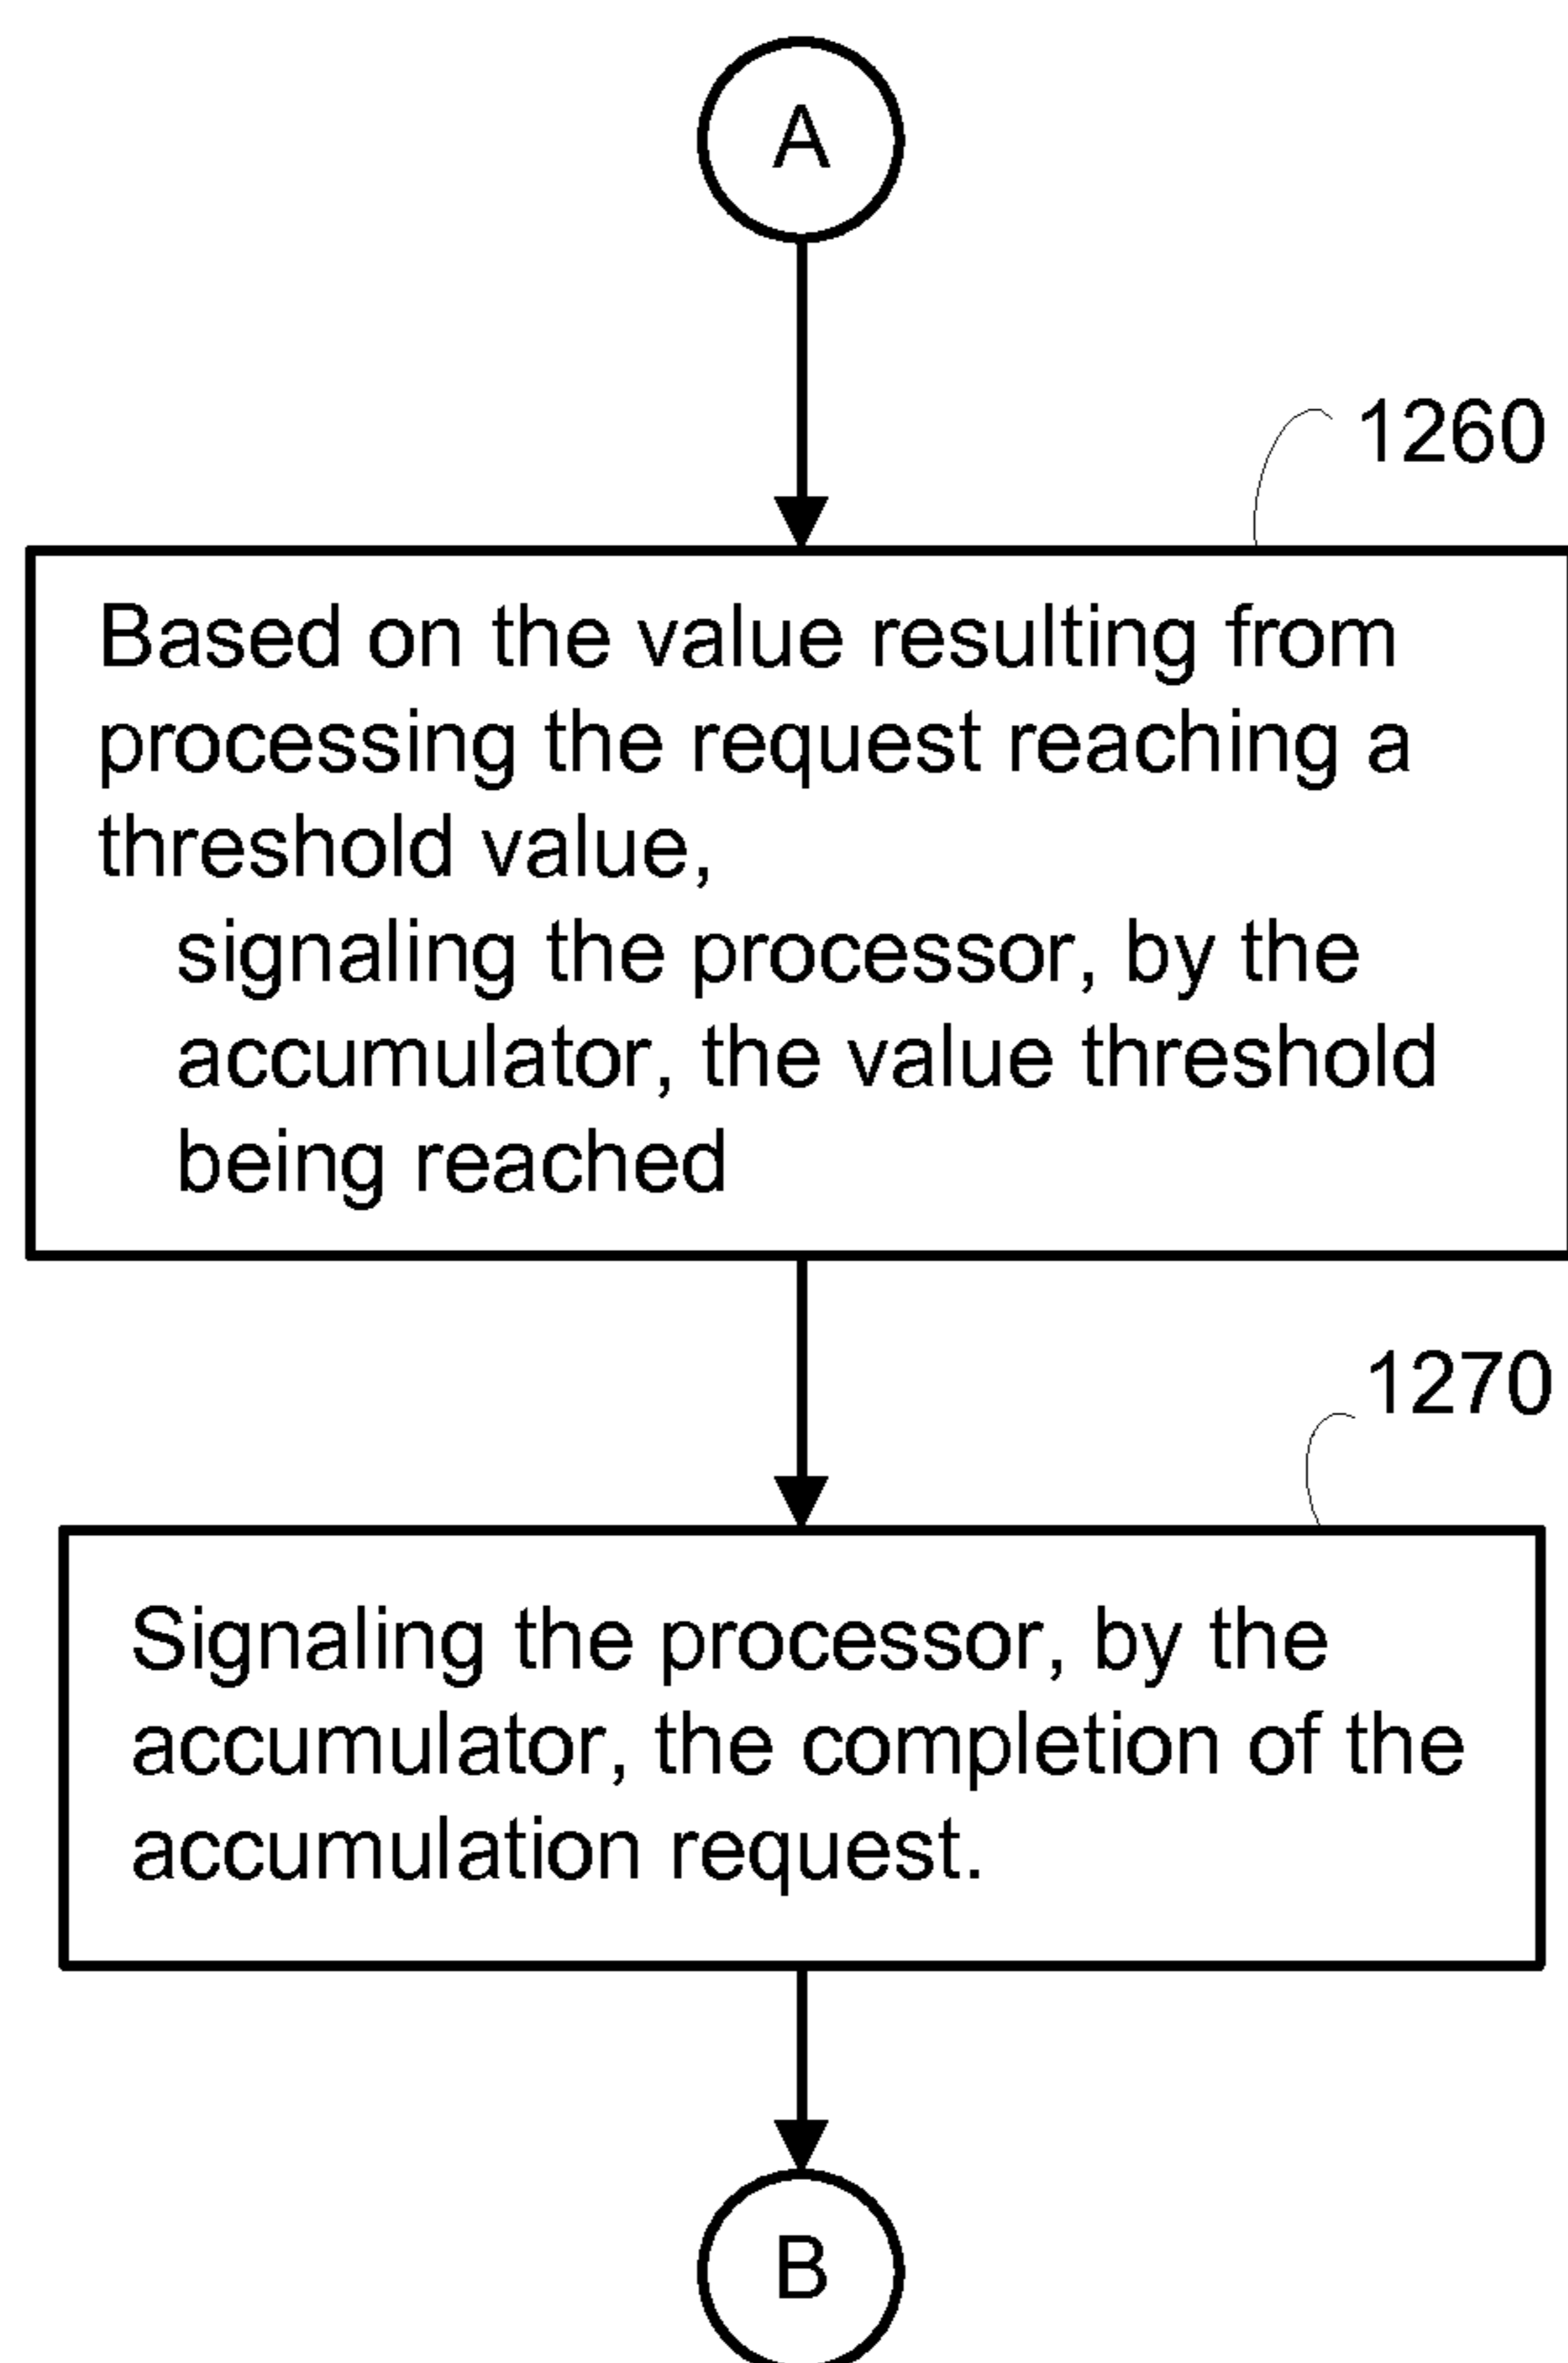 A
1260
Based on the value resulting from
processing the request reaching a
threshold value,
signaling the processor, by the
accumulator, the value threshold
being reached
1270
Signaling the processor, by the
accumulator, the completion of the
accumulation request.
B